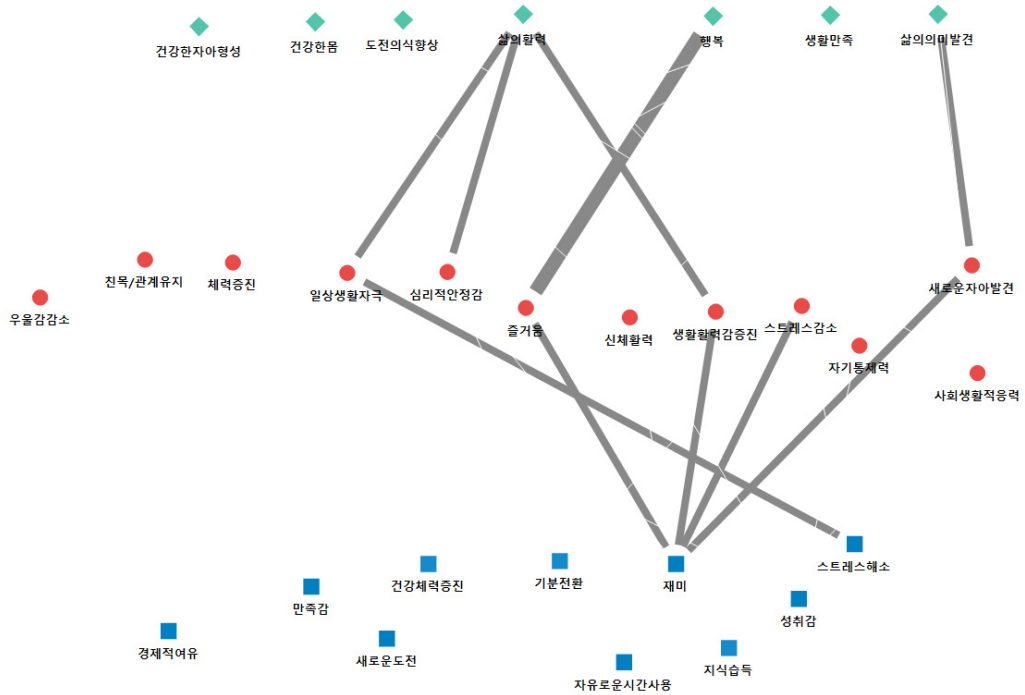 건강한자아형성
건강한몸
도전의식향상
삶의활력
행복
생활만족
삶의의미발견
우울감감소
친목/관계유지
체력증진
일상생활자극
심리적안정감
즐거움
신체활력
생활활력감증진
스트레스감소
자기통제력
새로운자아발견
사회생활적응력
경제적여유
만족감
새로운도전
건강체력증진
기분전환
재미
자유로운시간사용
지식습득
성취감
스트레스해소